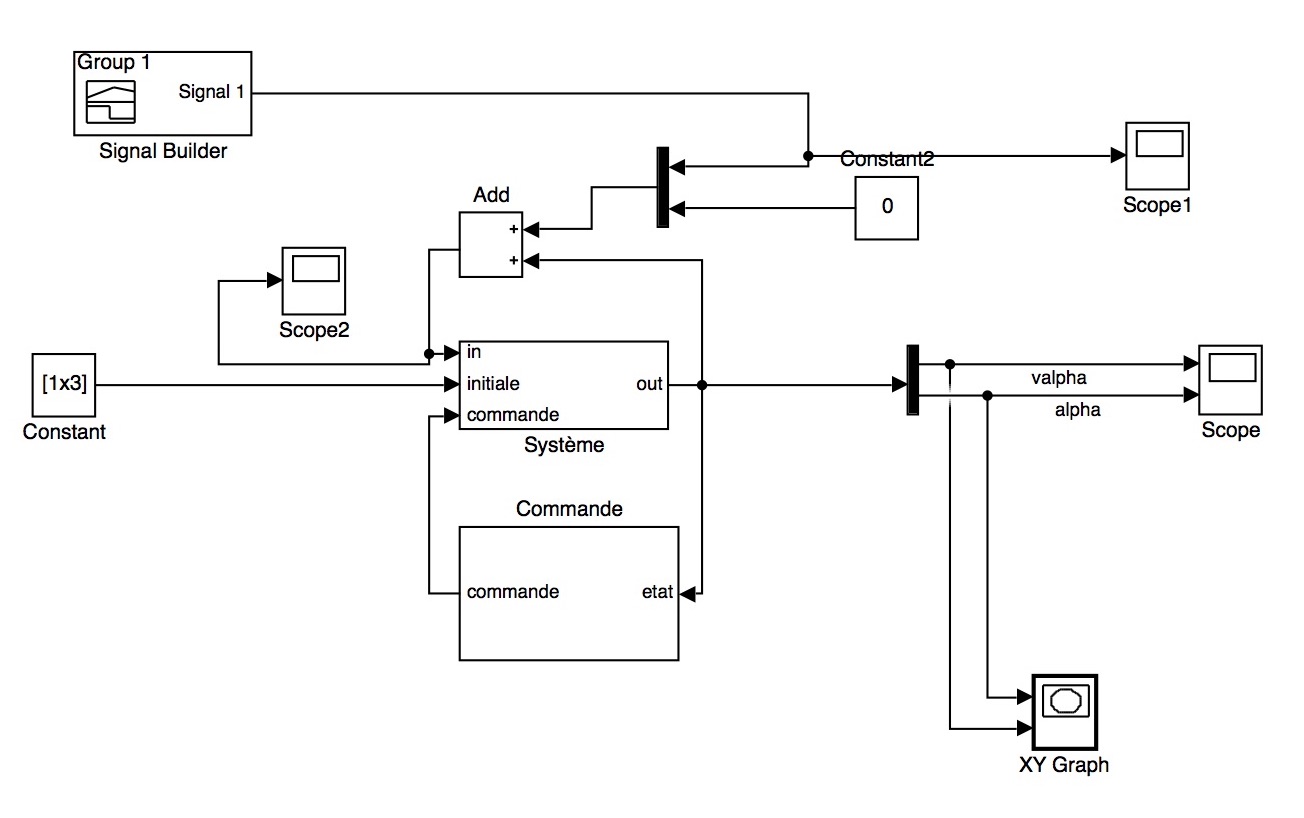 Group 1
Signal 1
Signal Builder
Constant2
0
Scope1
Add
+
+
Scope2
[1x3]
Constant
in
initiale
out
commande
Système
valpha
alpha
Scope
Commande
commande
etat
XY Graph